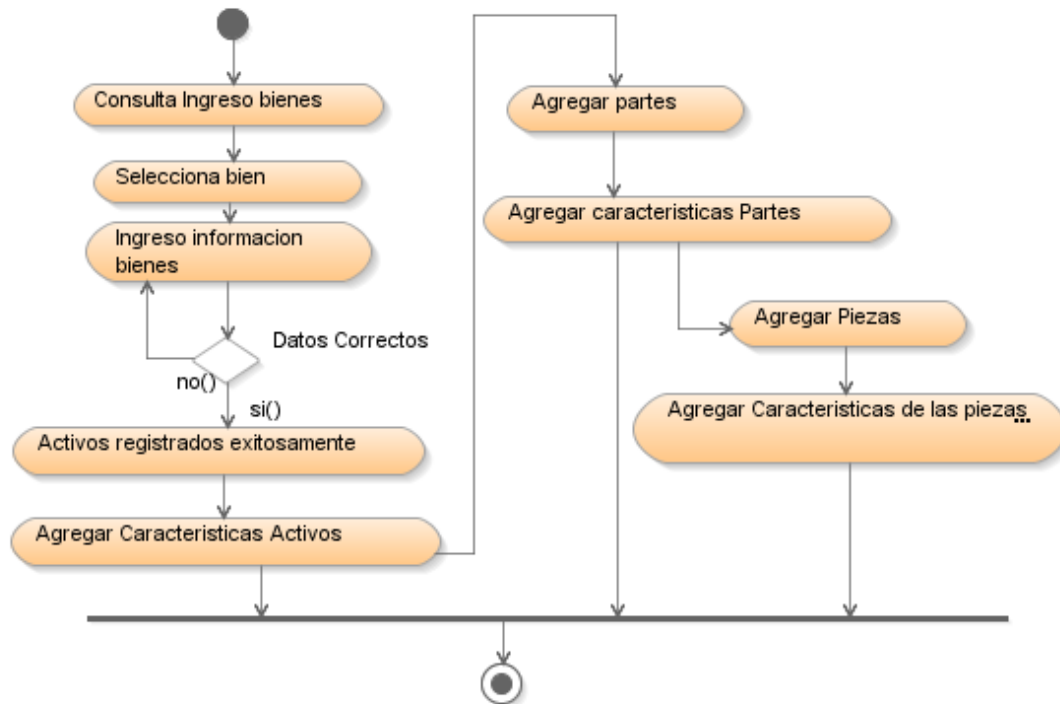 Consulta Ingreso bienes
Selecciona bien
Ingreso informacion
bienes
Datos Correctos
no()
si()
Activos registrados exitosamente
Agregar Caracteristicas Activos
Agregar partes
Agregar caracteristicas Partes
Agregar Piezas
Agregar Caracteristicas de las piezas...